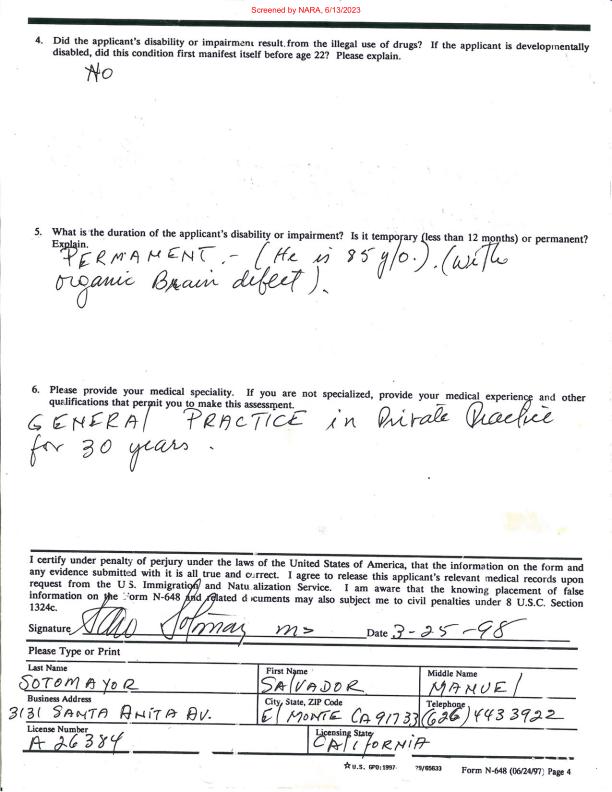 Screened by NARA, 6/13/2023
4. Did the applicant's disability or impairment result from the illegal use of drugs? If the applicant is developmentally
disabled, did this condition first manifest itself before age 22? Please explain.
NO
5. What is the duration of the applicant's disability or impairment? Is it temporary (less than 12 months) or permanent?
Explain.
PERMAMENT. - (He is 85 y/o.). (with
organic Brain defect).
6. Please provide your medical speciality. If you are not specialized, provide your medical experience and other
qualifications that permit you to make this assessment.
GENERAL PRACTICE in Private Practice
for 30 years.
I certify under penalty of perjury under the laws of the United States of America, that the information on the form and
any evidence submitted with it is all true and correct. I agree to release this applicant's relevant medical records upon
request from the U.S. Immigration and Naturalization Service. I am aware that the knowing placement of false
information on the Form N-648 and related documents may also subject me to civil penalties under 8 U.S.C. Section
1324c.
Signature MD Date 3-25-98
Please Type or Print
Last Name First Name Middle Name
SOTOMAYOR SALVADOR MANUEL
Business Address City, State, ZIP Code Telephone
3131 SANTA ANITA AV. El MONTE CA 91733 (626) 443 3922
License Number Licensing State
A 26384 CALIFORNIA
☆U.S. GPO:1997- 79/65633 Form N-648 (06/24/97) Page 4